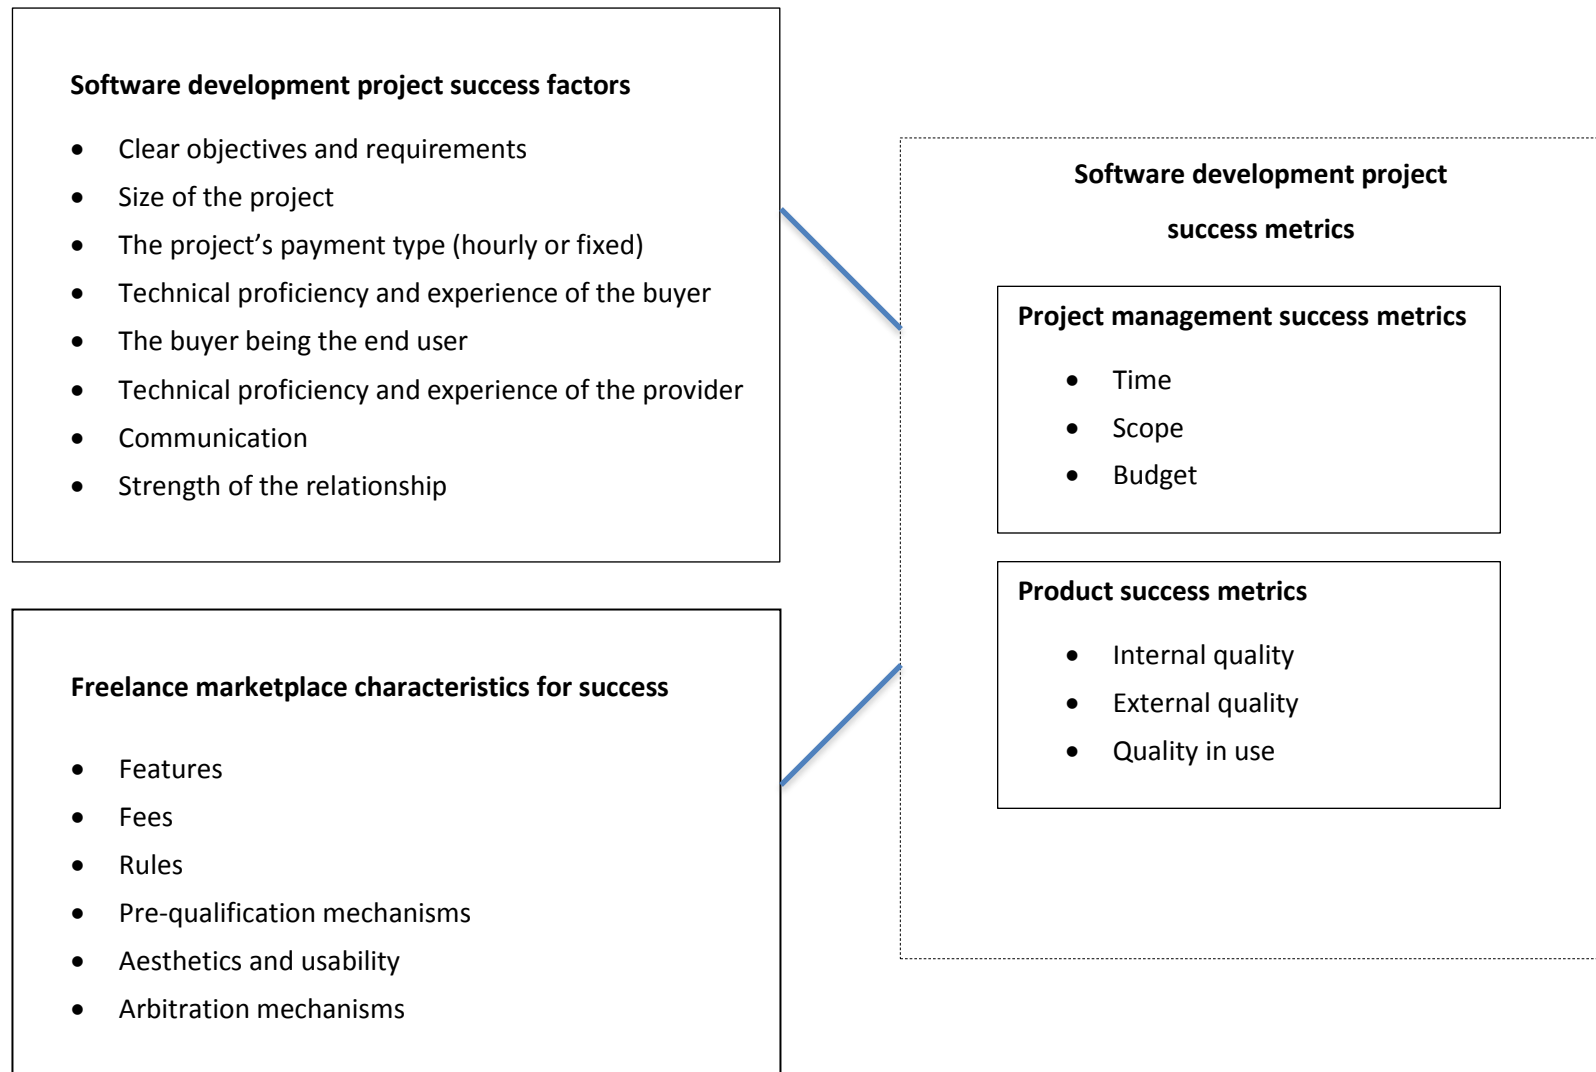 Software development project success factors
• Clear objectives and requirements
• Size of the project
• The project’s payment type (hourly or fixed)
• Technical proficiency and experience of the buyer
• The buyer being the end user
• Technical proficiency and experience of the provider
• Communication
• Strength of the relationship
Freelance marketplace characteristics for success
• Features
• Fees
• Rules
• Pre-qualification mechanisms
• Aesthetics and usability
• Arbitration mechanisms
Software development project
success metrics
Project management success metrics
• Time
• Scope
• Budget
Product success metrics
• Internal quality
• External quality
• Quality in use